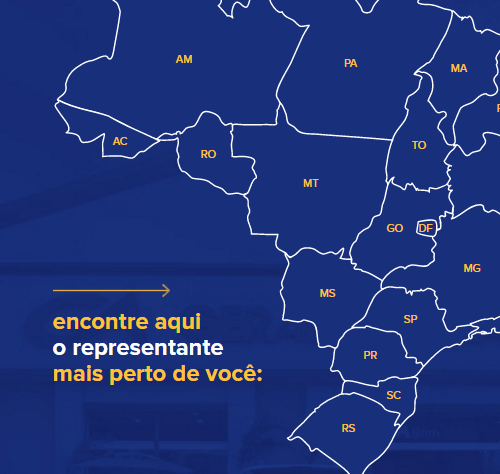 AM
PA
MA
AC
RO
TO
MT
GO
DF
MG
MS
SP
PR
SC
RS
encontre aqui
o representante
mais perto de você: